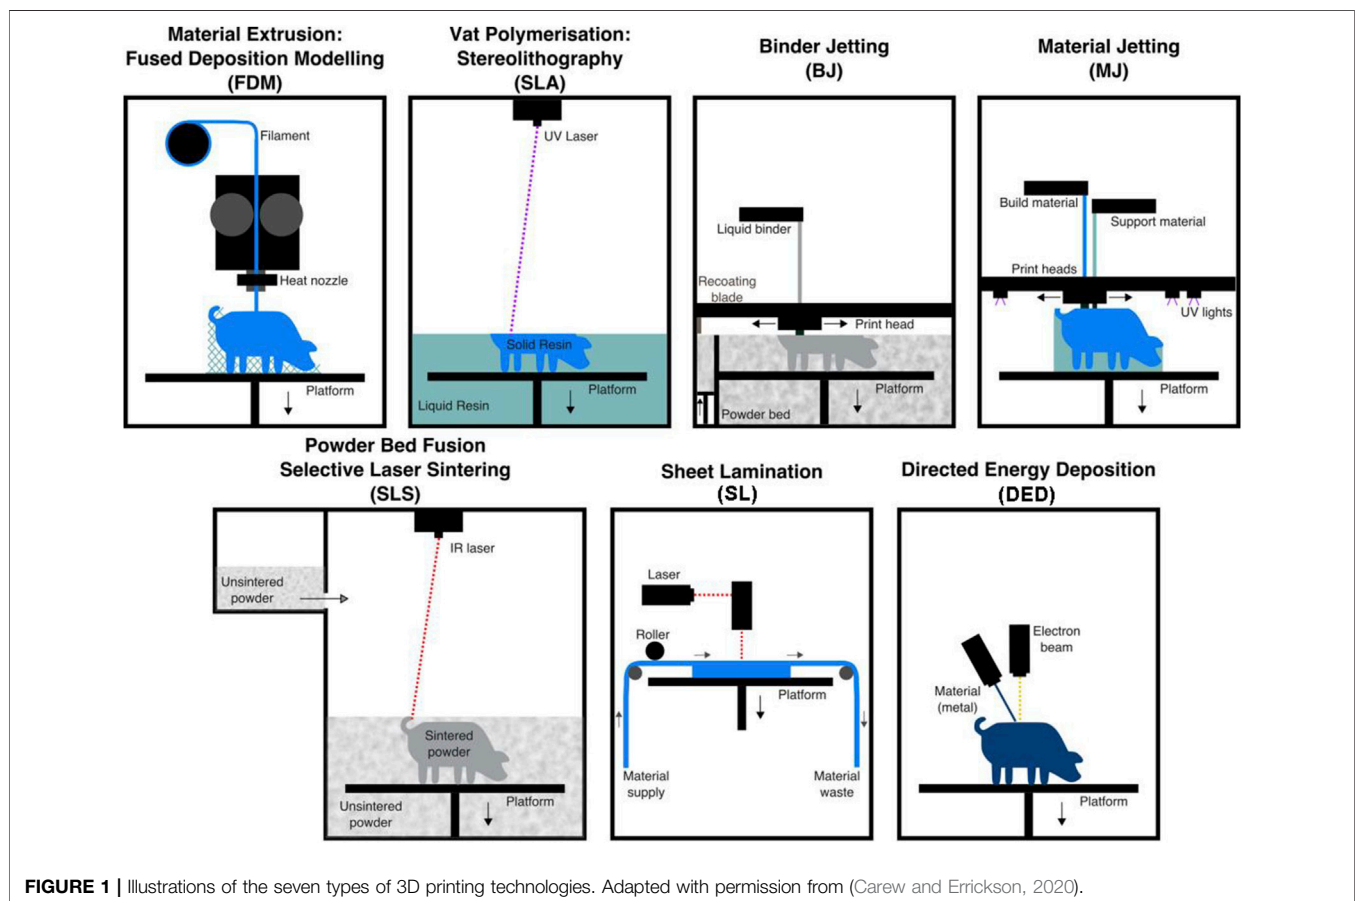 Material Extrusion:
Fused Deposition Modelling
(FDM)
Filament
Heat nozzle
Platform
Vat Polymerisation:
Stereolithography
(SLA)
UV Laser
Solid Resin
Platform
Liquid Resin
Binder Jetting
(BJ)
Liquid binder
Recoating
blade
Print head
Platform
Powder bed
Material Jetting
(MJ)
Build material
Support material
Print heads
UV lights
Platform
Powder Bed Fusion
Selective Laser Sintering
(SLS)
IR laser
Unsintered
powder
Sintered
powder
Platform
Unsintered
powder
Sheet Lamination
(SL)
Laser
Roller
Platform
Material
supply
Material
waste
Directed Energy Deposition
(DED)
Electron
beam
Material
(metal)
Platform
FIGURE 1 | Illustrations of the seven types of 3D printing technologies. Adapted with permission from (Carew and Errickson, 2020).